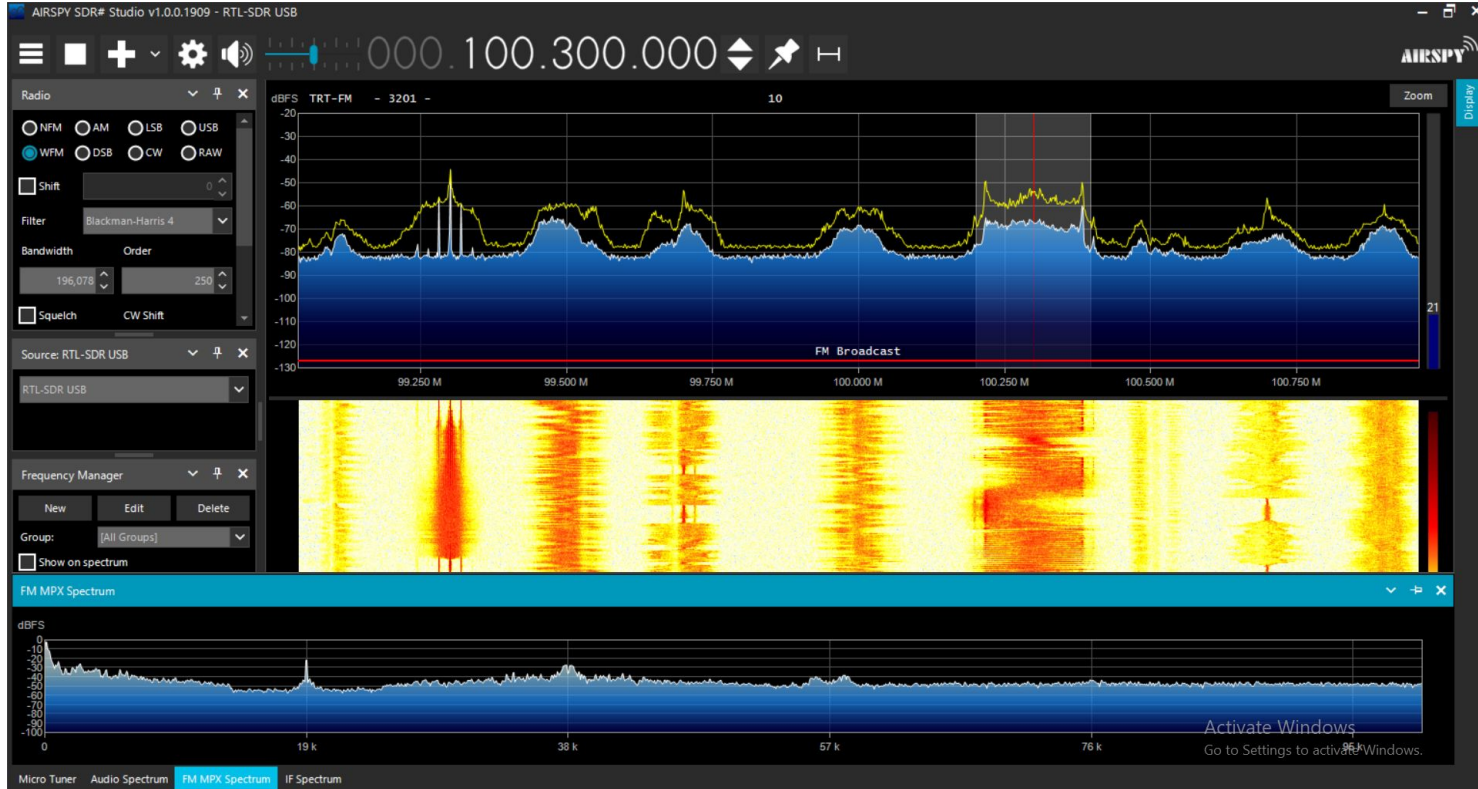 AIRSPY SDR# Studio v1.0.0.1909 - RTL-SDR USB
000.100.300.000
AIRSPY
Radio
NFM AM LSB USB
WFM DSB CW RAW
Shift 0
Filter Blackman-Harris 4
Bandwidth Order
196,078 250
Squelch CW Shift
Source: RTL-SDR USB
RTL-SDR USB
Frequency Manager
New Edit Delete
Group: [All Groups]
Show on spectrum
dBFS TRT-FM - 3201 - 10
Zoom
Display
-20
-30
-40
-50
-60
-70
-80
-90
-100
-110
-120
-130
21
FM Broadcast
99.250 M 99.500 M 99.750 M 100.000 M 100.250 M 100.500 M 100.750 M
FM MPX Spectrum
dBFS
0
-10
-20
-30
-40
-50
-60
-70
-80
-90
-100
0 19 k 38 k 57 k 76 k 96 k
Activate Windows
Go to Settings to activate Windows.
Micro Tuner Audio Spectrum FM MPX Spectrum IF Spectrum